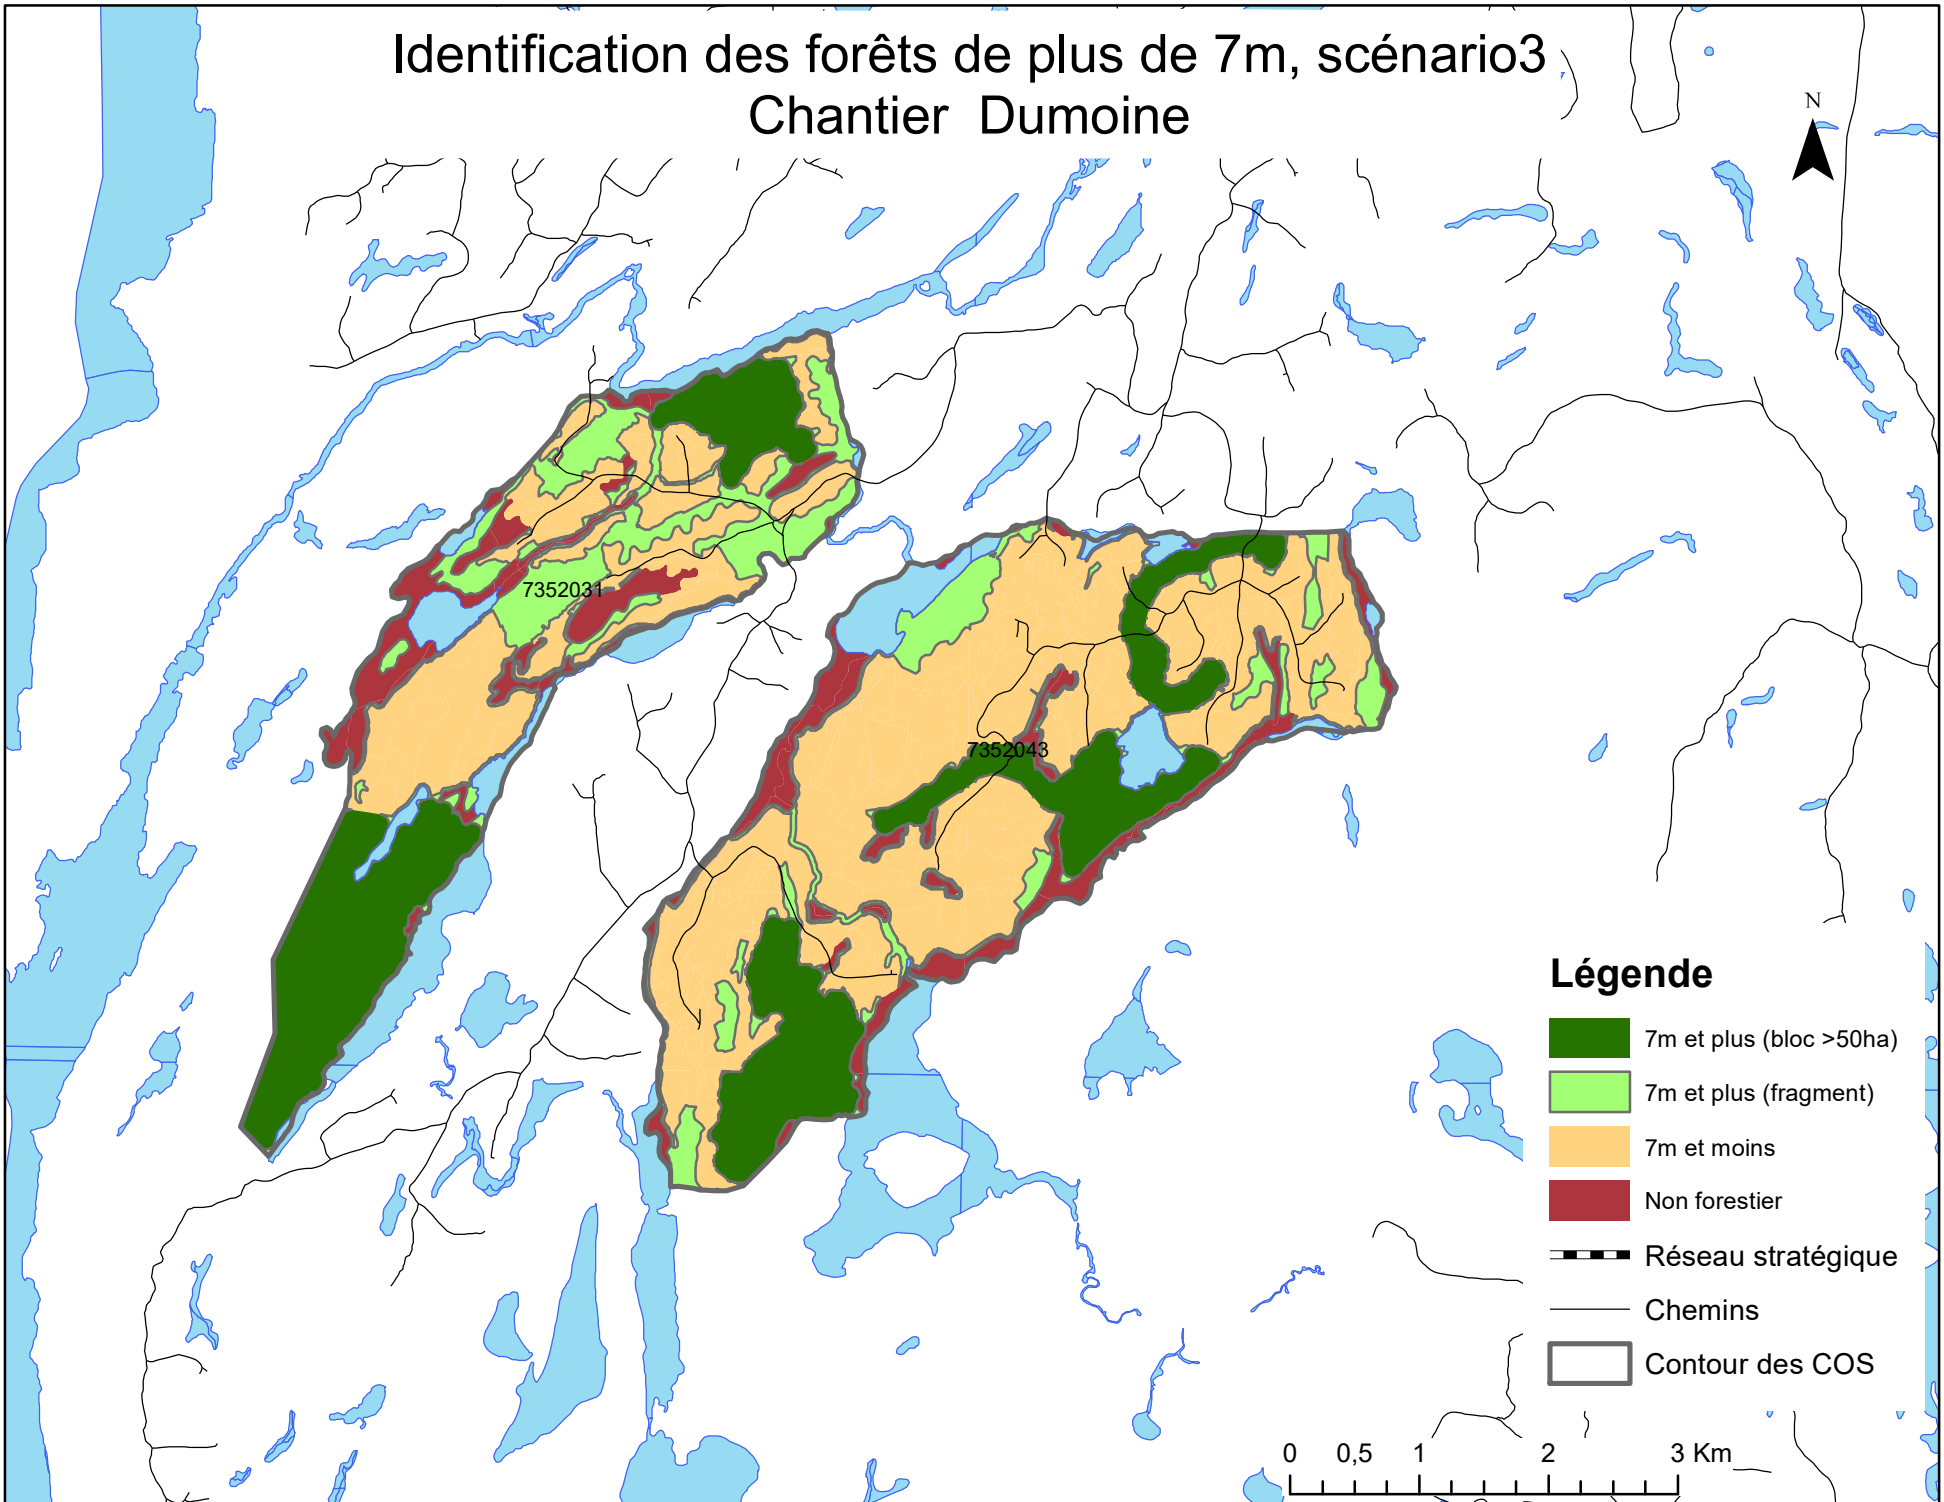 Identification des forêts de plus de 7m, scénario3
Chantier Dumoine
N
7352031
7352043
Légende
7m et plus (bloc >50ha)
7m et plus (fragment)
7m et moins
Non forestier
Réseau stratégique
Chemins
Contour des COS
0 0,5 1 2 3 Km